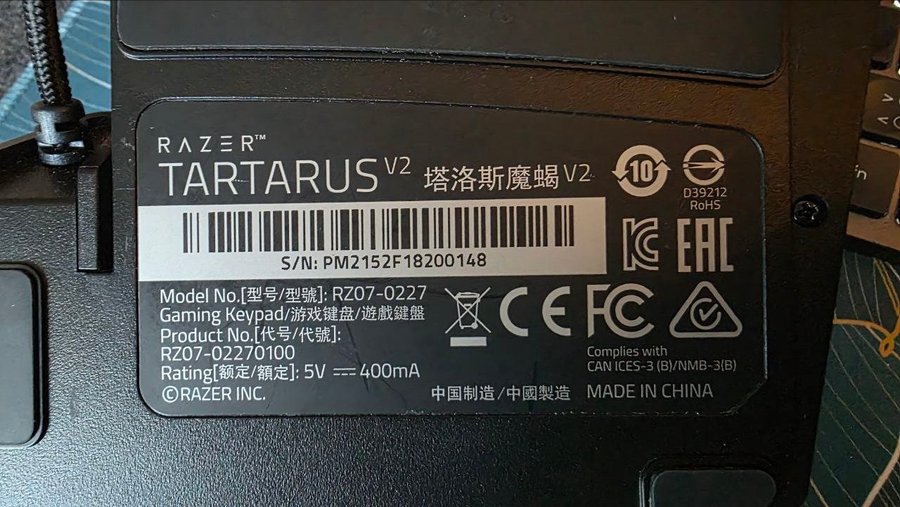 RAZER™
TARTARUS V2 塔洛斯魔蝎 V2
10
D39212
RoHS
S/N: PM2152F18200148
Model No.[型号/型號]: RZ07-0227
Gaming Keypad/游戏键盘/遊戲鍵盤
Product No.[代号/代號]:
RZ07-02270100
Rating[额定/額定]: 5V ⎓ 400mA
©RAZER INC.
KC EAC
CE FC
Complies with
CAN ICES-3 (B)/NMB-3(B)
中国制造/中國製造 MADE IN CHINA